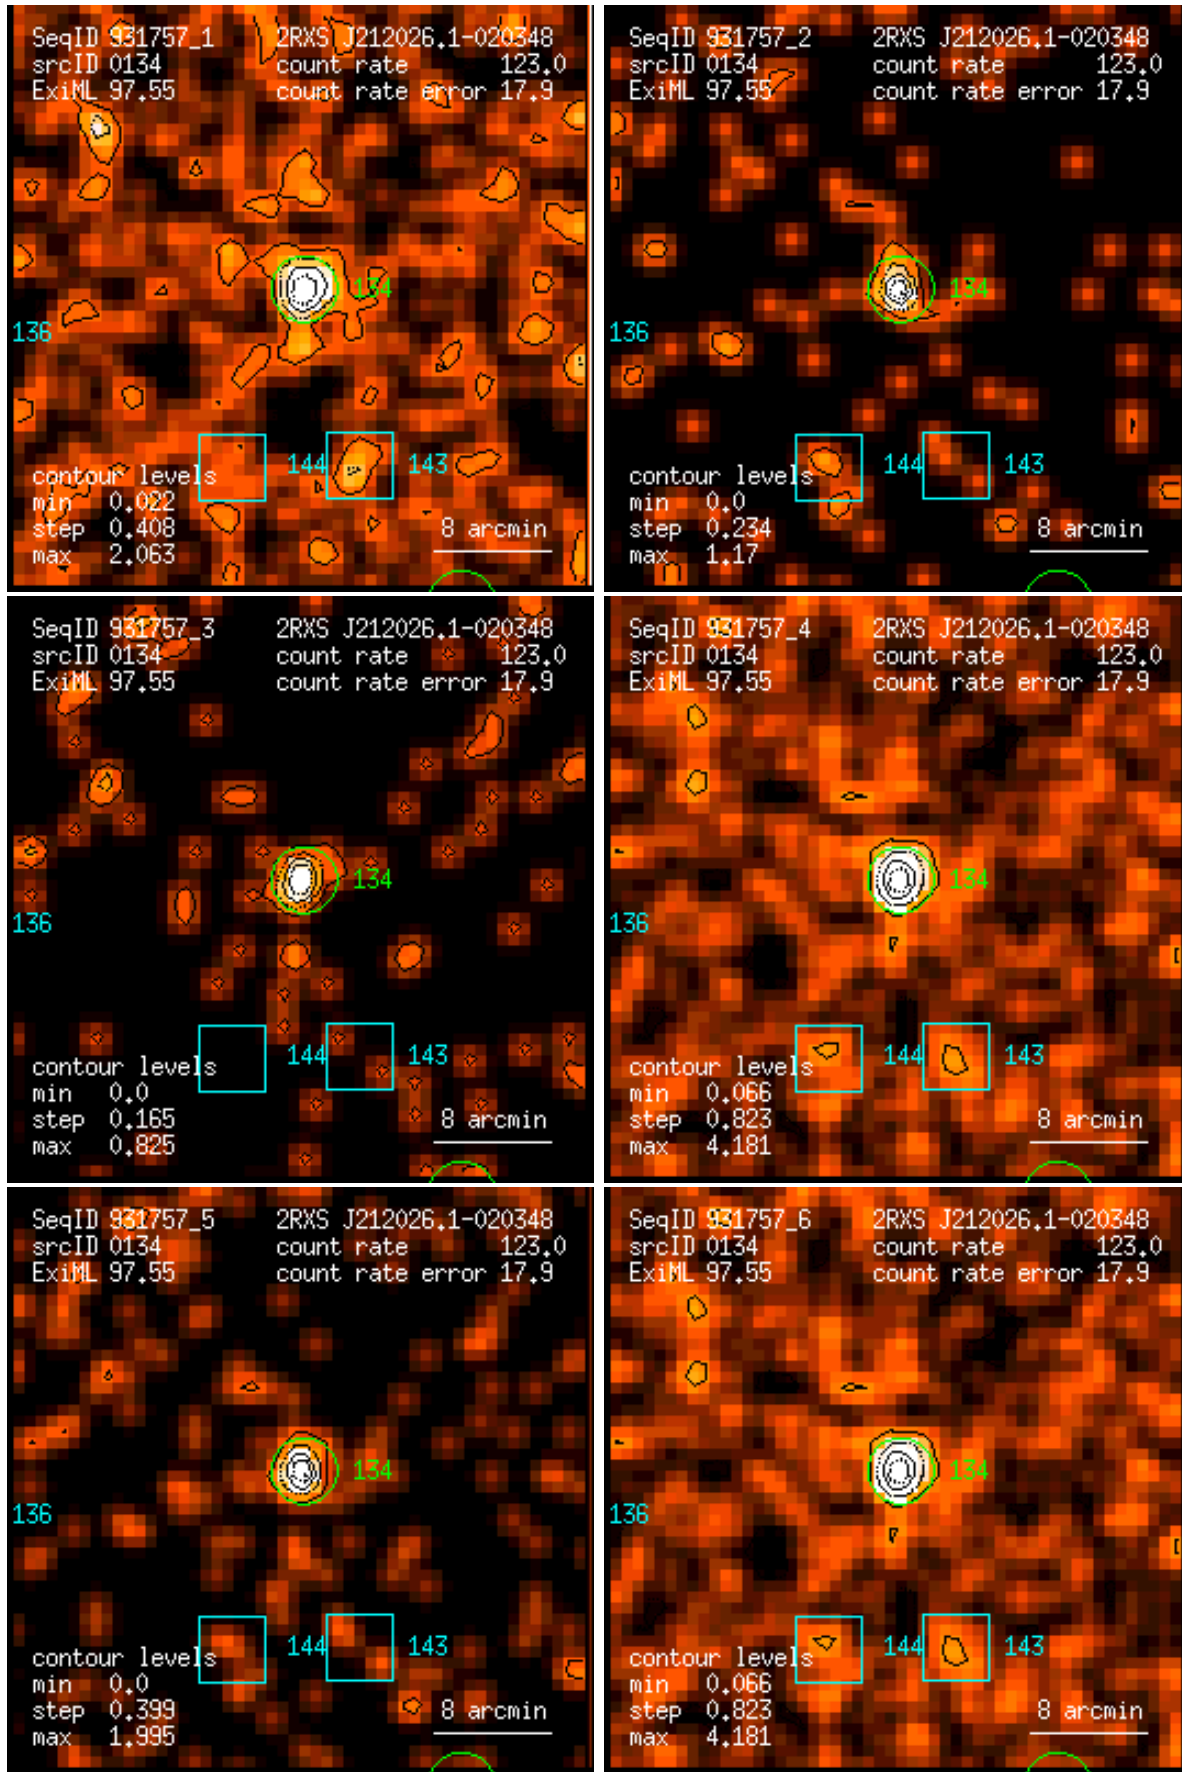 SeqID 931757_1 2RXS J212026.1-020348
srcID 0134 count rate 123.0
ExiML 97.55 count rate error 17.9
134
136
144 143
contour levels
min 0.022
step 0.408 8 arcmin
max 2.063
SeqID 931757_2 2RXS J212026.1-020348
srcID 0134 count rate 123.0
ExiML 97.55 count rate error 17.9
134
136
144 143
contour levels
min 0.0
step 0.234 8 arcmin
max 1.17
SeqID 931757_3 2RXS J212026.1-020348
srcID 0134 count rate 123.0
ExiML 97.55 count rate error 17.9
134
136
144 143
contour levels
min 0.0
step 0.165 8 arcmin
max 0.825
SeqID 931757_4 2RXS J212026.1-020348
srcID 0134 count rate 123.0
ExiML 97.55 count rate error 17.9
134
136
144 143
contour levels
min 0.066
step 0.823 8 arcmin
max 4.181
SeqID 931757_5 2RXS J212026.1-020348
srcID 0134 count rate 123.0
ExiML 97.55 count rate error 17.9
134
136
144 143
contour levels
min 0.0
step 0.399 8 arcmin
max 1.995
SeqID 931757_6 2RXS J212026.1-020348
srcID 0134 count rate 123.0
ExiML 97.55 count rate error 17.9
134
136
144 143
contour levels
min 0.066
step 0.823 8 arcmin
max 4.181